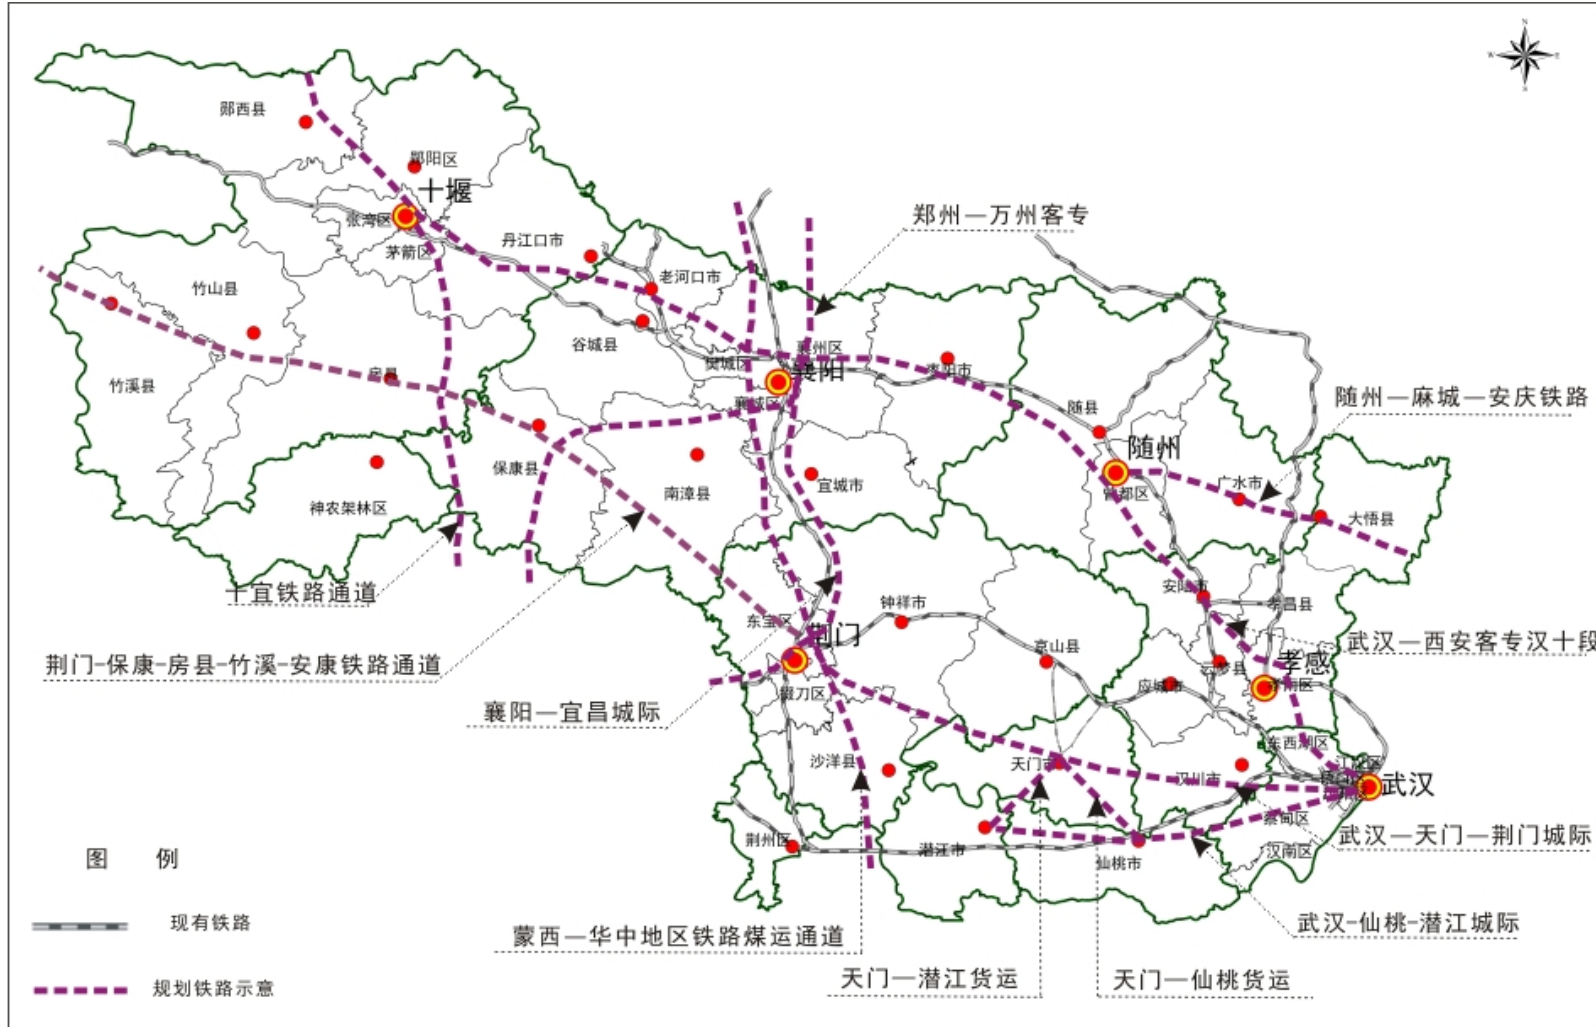 N
W
E
S
郧西县
郧阳区
十堰
张湾区
茅箭区
丹江口市
郑州—万州客专
老河口市
竹山县
谷城县
襄州区
樊城区
襄阳
枣阳市
房县
竹溪县
襄城区
随县
随州—麻城—安庆铁路
随州
保康县
南漳县
宜城市
曾都区
广水市
大悟县
神农架林区
十宜铁路通道
安陆市
孝昌县
钟祥市
东宝区
荆门
京山县
武汉—西安客专汉十段
荆门-保康-房县-竹溪-安康铁路通道
云梦县
孝感
孝南区
应城市
掇刀区
襄阳—宜昌城际
东西湖区
沙洋县
天门市
汉川市
武汉
蔡甸区
武汉—天门—荆门城际
荆州区
潜江市
仙桃市
汉南区
图 例
现有铁路
武汉-仙桃-潜江城际
蒙西—华中地区铁路煤运通道
天门—潜江货运
天门—仙桃货运
规划铁路示意